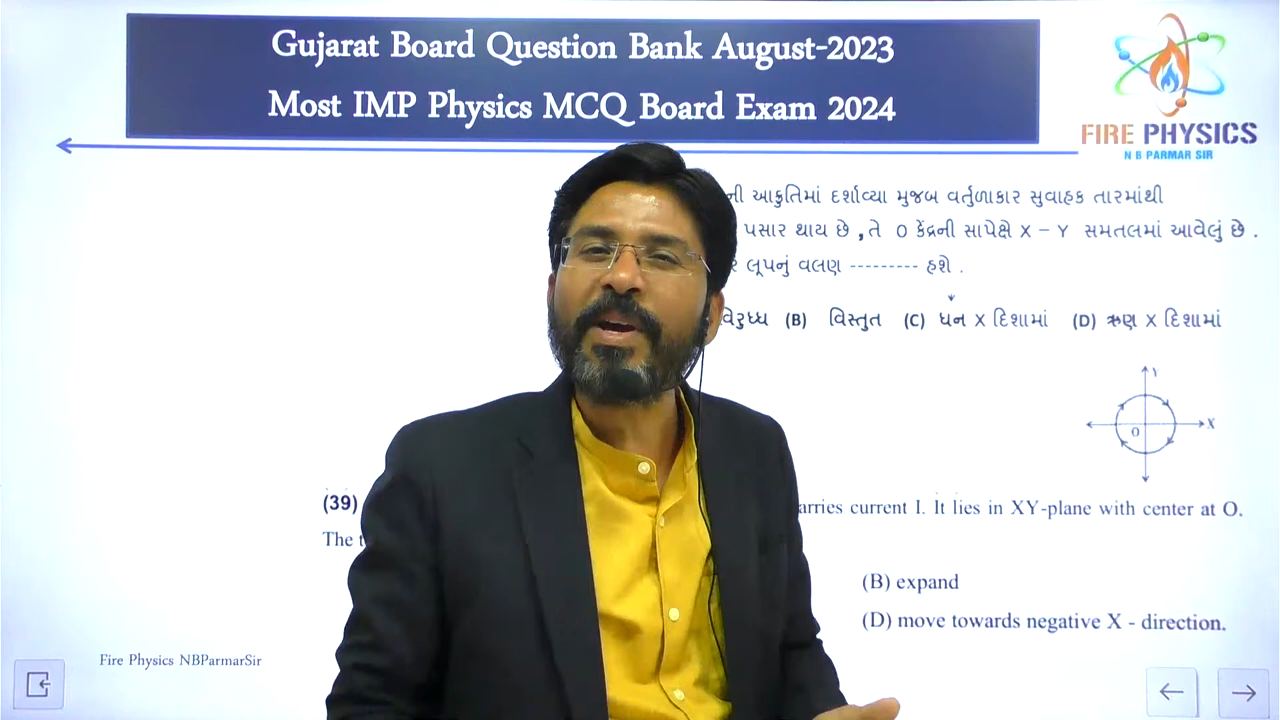 Gujarat Board Question Bank August-2023
Most IMP Physics MCQ Board Exam 2024
FIRE PHYSICS
N B PARMAR SIR
આકૃતિમાં દર્શાવ્યા મુજબ વર્તુળાકાર સુવાહક તારમાંથી
પસાર થાય છે , તે O કેંદ્રની સાપેક્ષે X – Y સમતલમાં આવેલું છે .
લૂપનું વલણ --------- હશે .
(B) વિસ્તૃત (C) ધન X દિશામાં (D) ઋણ X દિશામાં
Y
O X
(39) current I. It lies in XY-plane with center at O.
The
(B) expand
(D) move towards negative X - direction.
Fire Physics NBParmarSir